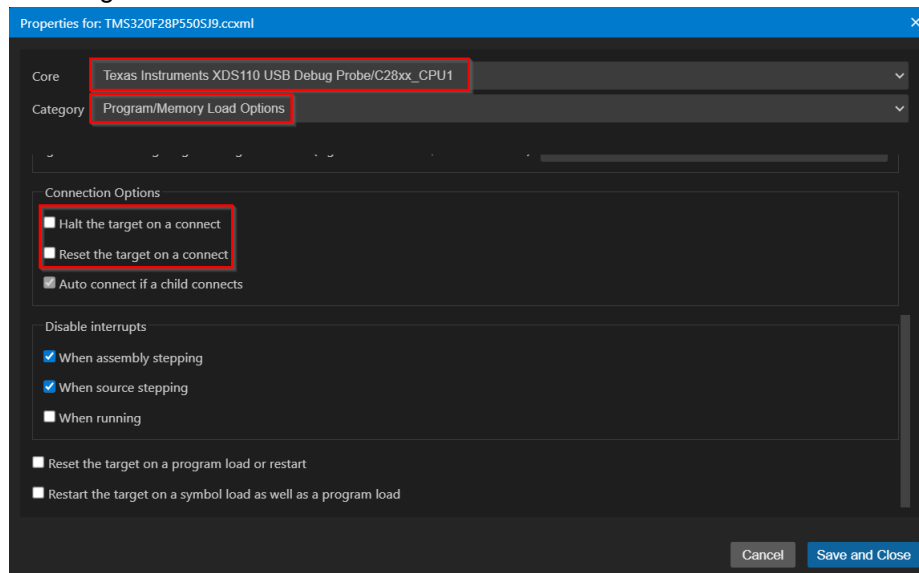 Properties for: TMS320F28P550SJ9.ccxml
Core Texas Instruments XDS110 USB Debug Probe/C28xx_CPU1
Category Program/Memory Load Options
Connection Options
Halt the target on a connect
Reset the target on a connect
Auto connect if a child connects
Disable interrupts
When assembly stepping
When source stepping
When running
Reset the target on a program load or restart
Restart the target on a symbol load as well as a program load
Cancel Save and Close